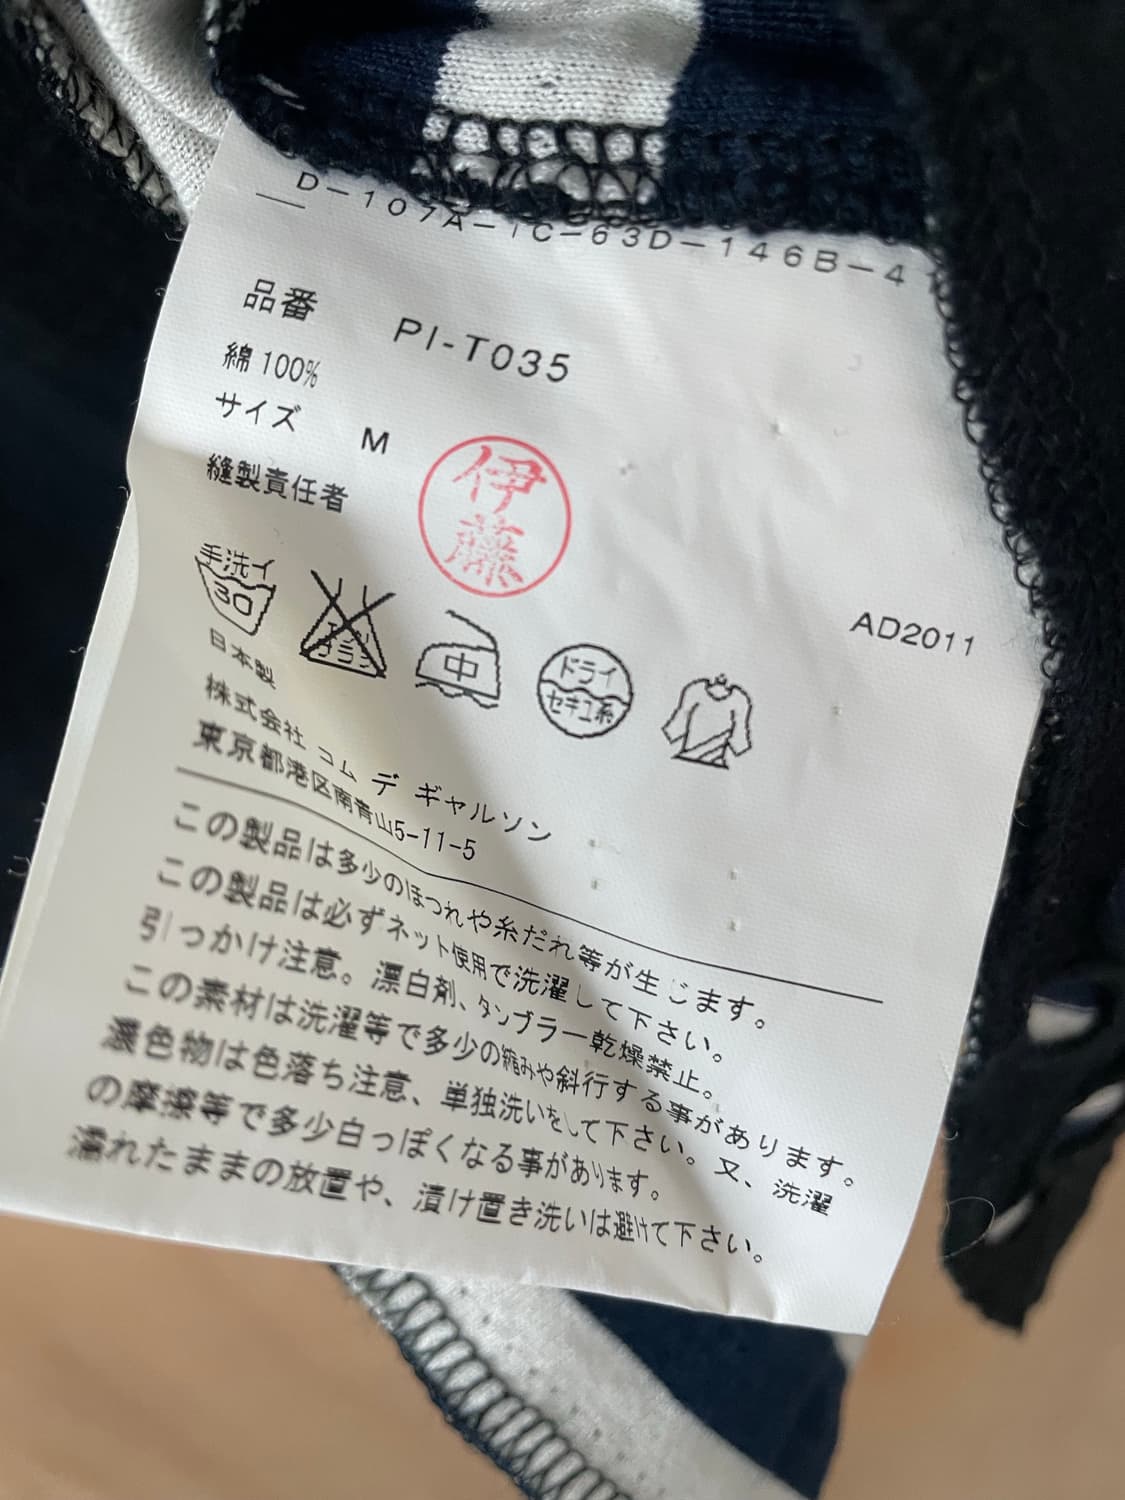 D-107A-1C-63D-146B-4
品番 PI-T035
綿 100%
サイズ M
縫製責任者
伊藤
AD2011
手洗イ
30
中
ドライ
セキユ系
日本製
株式会社 コム デ ギャルソン
東京都港区南青山5-11-5
この製品は多少のほつれや糸だれ等が生じます。
この製品は必ずネット使用で洗濯して下さい。
引っかけ注意。漂白剤、タンブラー乾燥禁止。
この素材は洗濯等で多少の縮みや斜行する事があります。
濃色物は色落ち注意、単独洗いをして下さい。又、洗濯
の摩擦等で多少白っぽくなる事があります。
濡れたままの放置や、漬け置き洗いは避けて下さい。